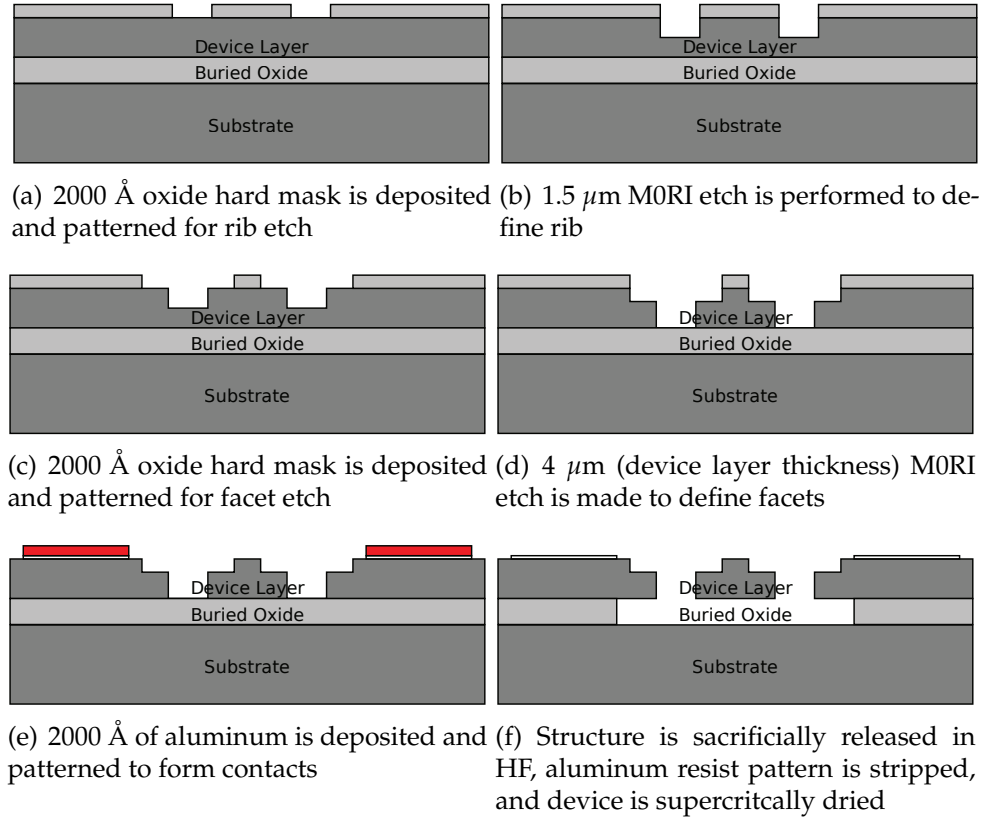 Device Layer
Buried Oxide
Substrate
(a) 2000 Å oxide hard mask is deposited
and patterned for rib etch
Device Layer
Buried Oxide
Substrate
(b) 1.5 μm M0RI etch is performed to de-
fine rib
Device Layer
Buried Oxide
Substrate
(c) 2000 Å oxide hard mask is deposited
and patterned for facet etch
Device Layer
Buried Oxide
Substrate
(d) 4 μm (device layer thickness) M0RI
etch is made to define facets
Device Layer
Buried Oxide
Substrate
(e) 2000 Å of aluminum is deposited and
patterned to form contacts
Device Layer
Buried Oxide
Substrate
(f) Structure is sacrificially released in
HF, aluminum resist pattern is stripped,
and device is supercritcally dried